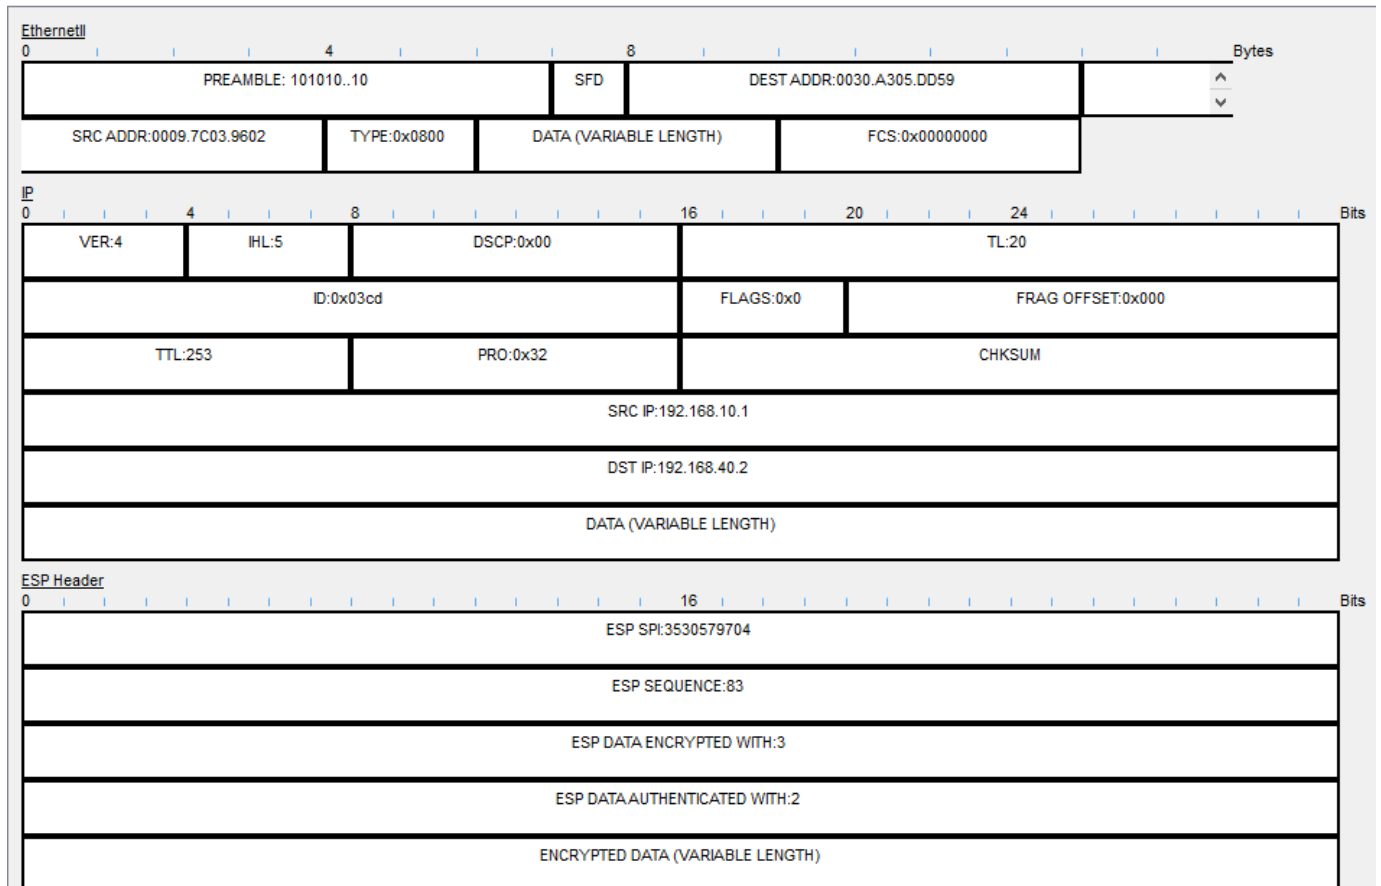 EthernetII
0 4 8 Bytes
PREAMBLE: 101010..10 SFD DEST ADDR:0030.A305.DD59
SRC ADDR:0009.7C03.9602 TYPE:0x0800 DATA (VARIABLE LENGTH) FCS:0x00000000
IP
0 4 8 16 20 24 Bits
VER:4 IHL:5 DSCP:0x00 TL:20
ID:0x03cd FLAGS:0x0 FRAG OFFSET:0x000
TTL:253 PRO:0x32 CHKSUM
SRC IP:192.168.10.1
DST IP:192.168.40.2
DATA (VARIABLE LENGTH)
ESP Header
0 16 Bits
ESP SPI:3530579704
ESP SEQUENCE:83
ESP DATA ENCRYPTED WITH:3
ESP DATA AUTHENTICATED WITH:2
ENCRYPTED DATA (VARIABLE LENGTH)